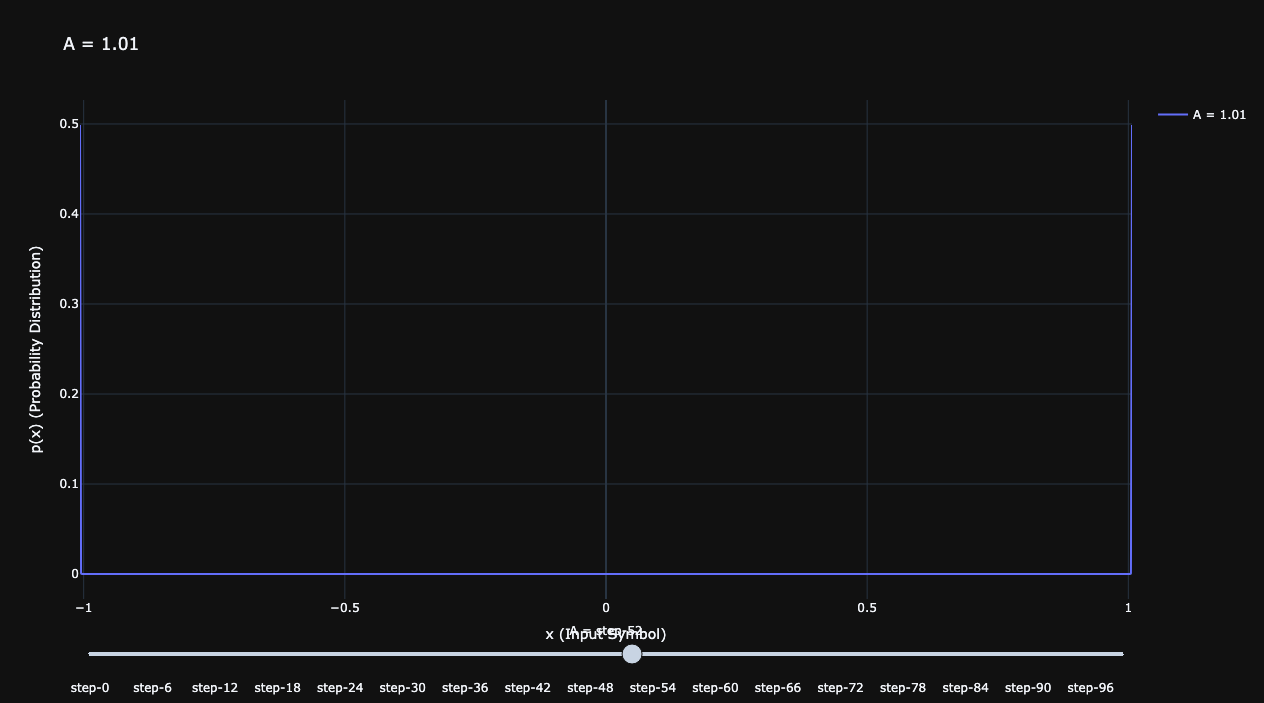 A = 1.01
A = 1.01
p(x) (Probability Distribution)
0.5
0.4
0.3
0.2
0.1
0
−1
−0.5
0
0.5
1
x (Input Symbol)
A = step-52
step-0
step-6
step-12
step-18
step-24
step-30
step-36
step-42
step-48
step-54
step-60
step-66
step-72
step-78
step-84
step-90
step-96